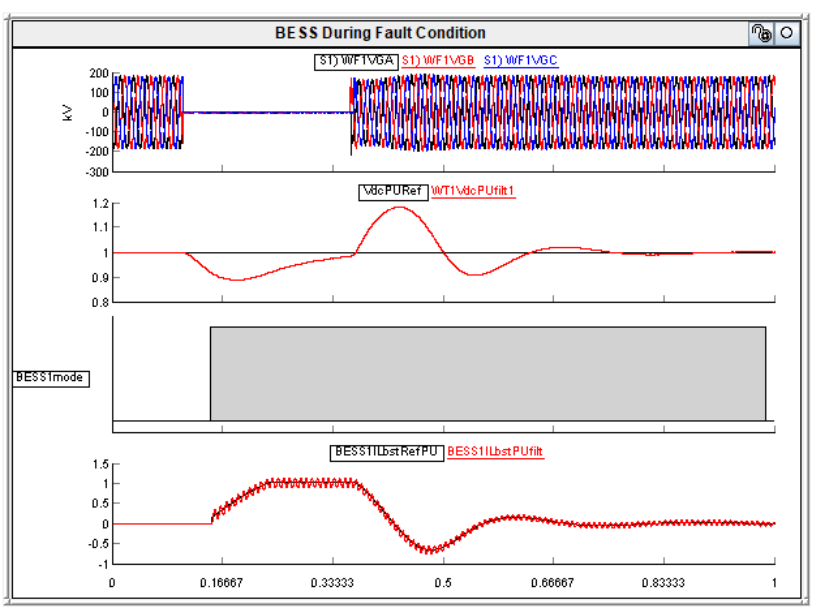 BESS During Fault Condition
S1) WF1VGA S1) WF1VGB S1) WF1VGC
200
100
0
-100
-200
-300
kV
VdcPURef WT1VdcPUfilt1
1.2
1.1
1
0.9
0.8
BESS1mode
BESS1ILbstRefPU BESS1ILbstPUfilt
1.5
1
0.5
0
-0.5
-1
0 0.16667 0.33333 0.5 0.66667 0.83333 1